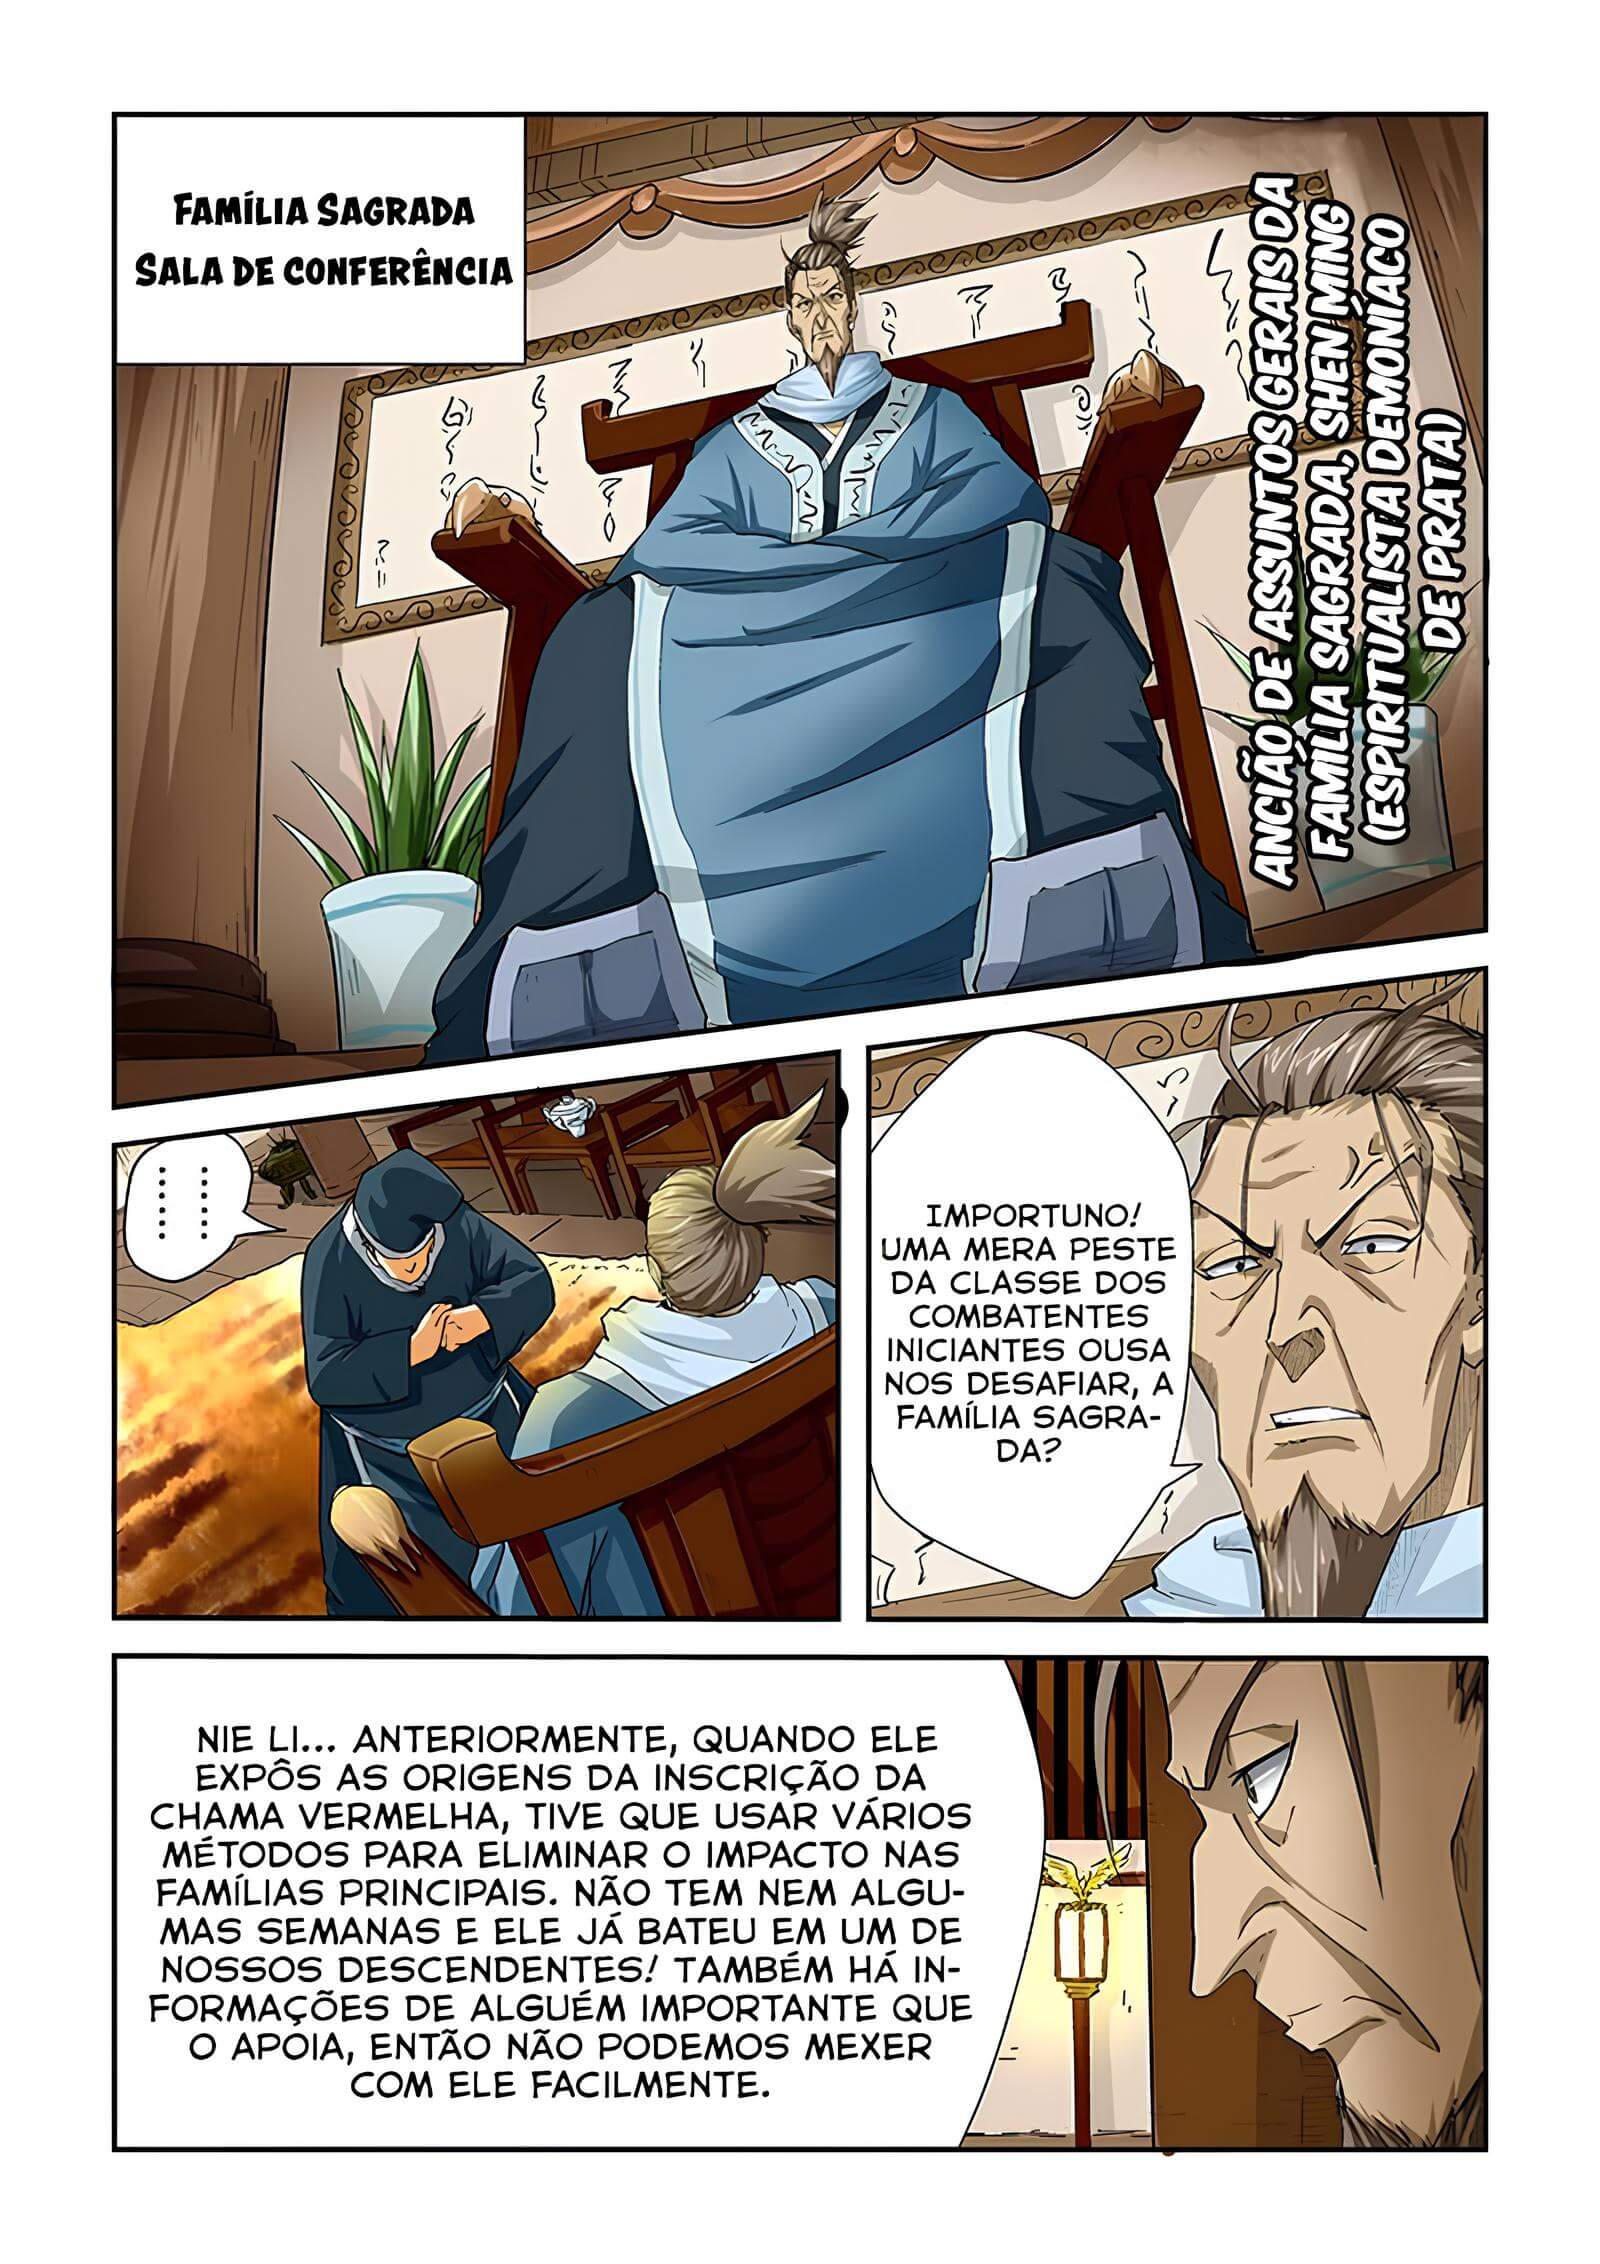 FAMÍLIA SAGRADA
SALA DE CONFERÊNCIA
ANCIÃO DE ASSUNTOS GERAIS DA
FAMÍLIA SAGRADA, SHEN MING
(ESPIRITUALISTA DEMONÍACO
DE PRATA)
IMPORTUNO!
UMA MERA PESTE
DA CLASSE DOS
COMBATENTES
INICIANTES OUSA
NOS DESAFIAR, A
FAMÍLIA SAGRA-
DA?
......
......
NIE LI... ANTERIORMENTE, QUANDO ELE
EXPÔS AS ORIGENS DA INSCRIÇÃO DA
CHAMA VERMELHA, TIVE QUE USAR VÁRIOS
MÉTODOS PARA ELIMINAR O IMPACTO NAS
FAMÍLIAS PRINCIPAIS. NÃO TEM NEM ALGU-
MAS SEMANAS E ELE JÁ BATEU EM UM DE
NOSSOS DESCENDENTES! TAMBÉM HÁ IN-
FORMAÇÕES DE ALGUÉM IMPORTANTE QUE
O APOIA, ENTÃO NÃO PODEMOS MEXER
COM ELE FACILMENTE.